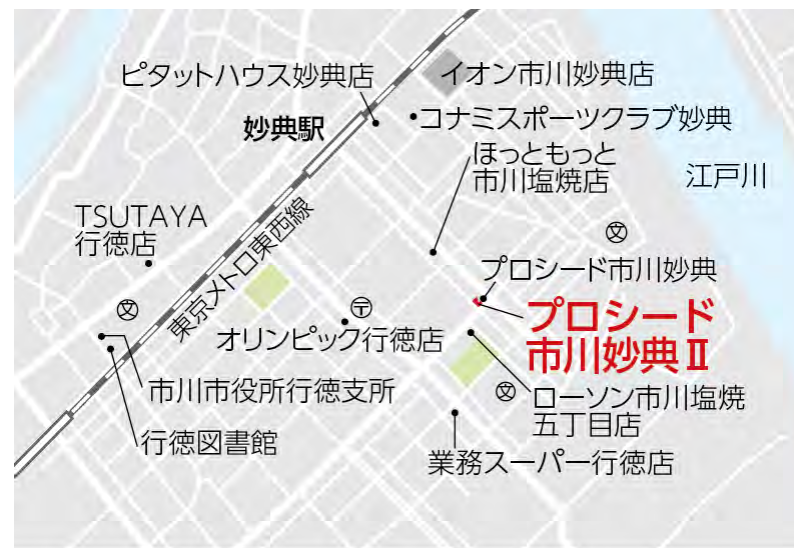 ピタットハウス妙典店
イオン市川妙典店
妙典駅
コナミスポーツクラブ妙典
ほっともっと
市川塩焼店
江戸川
TSUTAYA
行徳店
東京メトロ東西線
文
プロシード市川妙典
文
〒
プロシード
市川妙典Ⅱ
オリンピック行徳店
市川市役所行徳支所
文
ローソン市川塩焼
五丁目店
行徳図書館
業務スーパー行徳店